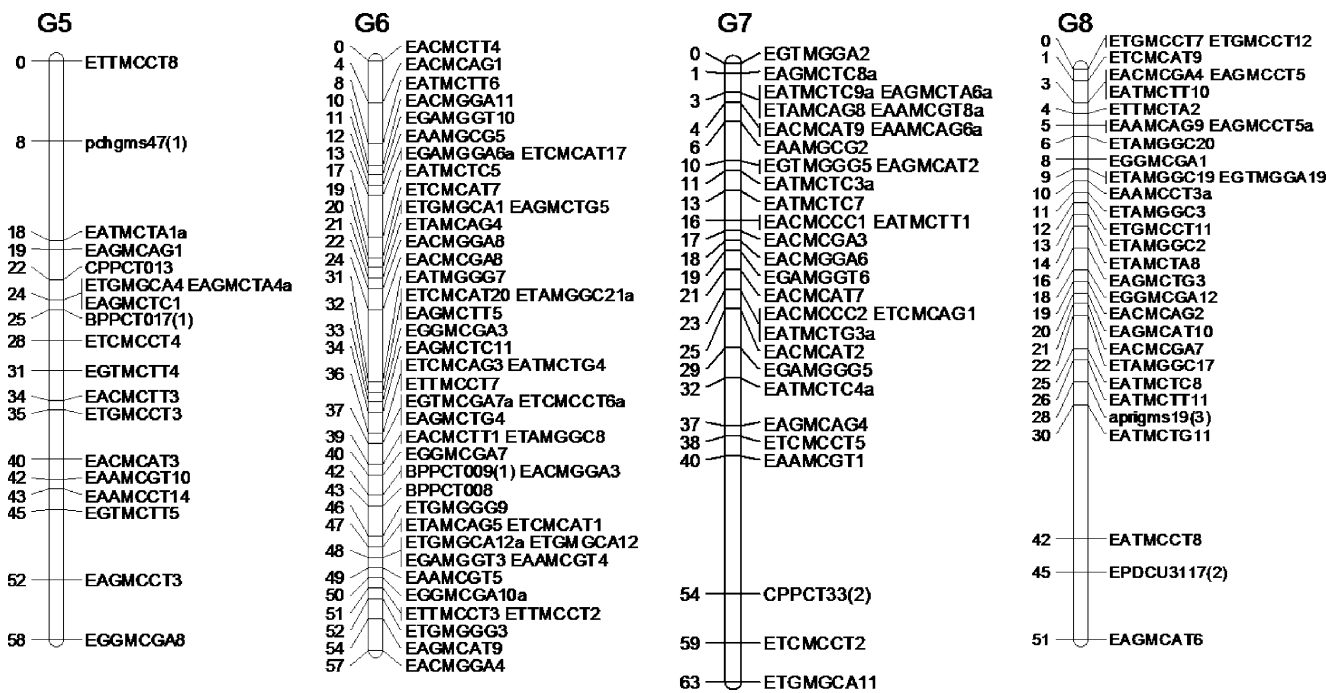 G5
0 ETTMCCT8
8 pchgms47(1)
18 EATMCTA1a
19 EAGMCAG1
22 CPPCT013
24 ETGMGCA4 EAGMCTA4a
EAGMCTC1
25 BPPCT017(1)
28 ETCMCCT4
31 EGTMCTT4
34 EACMCTT3
35 ETGMCCT3
40 EACMCAT3
42 EAAMCGT10
43 EAAMCCT14
45 EGTMCTT5
52 EAGMCCT3
58 EGGMCGA8
G6
0 EACMCTT4
4 EACMCAG1
8 EATMCTT6
10 EACMGGA11
11 EGAMGGT10
12 EAAMGCG5
13 EGAMGGA6a ETCMCAT17
17 EATMCTC5
19 ETCMCAT7
20 ETGMGCA1 EAGMCTG5
21 ETAMCAG4
22 EACMGGA8
24 EACMCGA8
31 EATMGGG7
32 ETCMCAT20 ETAMGGC21a
EAGMCTT5
33 EGGMCGA3
34 EAGMCTC11
36 ETCMCAG3 EATMCTG4
ETTMCCT7
37 EGTMCGA7a ETCMCCT6a
EAGMCTG4
39 EACMCTT1 ETAMGGC8
40 EGGMCGA7
42 BPPCT009(1) EACMGGA3
43 BPPCT008
46 ETGMGGG9
47 ETAMCAG5 ETCMCAT1
48 ETGMGCA12a ETGMGCA12
EGAMGGT3 EAAMCGT4
49 EAAMCGT5
50 EGGMCGA10a
51 ETTMCCT3 ETTMCCT2
52 ETGMGGG3
54 EAGMCAT9
57 EACMGGA4
G7
0 EGTMGGA2
1 EAGMCTC8a
3 EATMCTC9a EAGMCTA6a
ETAMCAG8 EAAMCGT8a
4 EACMCAT9 EAAMCAG6a
6 EAAMGCG2
10 EGTMGGG5 EAGMCAT2
11 EATMCTC3a
13 EATMCTC7
16 EACMCCC1 EATMCTT1
17 EACMCGA3
18 EACMGGA6
19 EGAMGGT6
21 EACMCAT7
23 EACMCCC2 ETCMCAG1
EATMCTG3a
25 EACMCAT2
29 EGAMGGG5
32 EATMCTC4a
37 EAGMCAG4
38 ETCMCCT5
40 EAAMCGT1
54 CPPCT33(2)
59 ETCMCCT2
63 ETGMGCA11
G8
0 ETGMCCT7 ETGMCCT12
1 ETCMCAT9
3 EACMCGA4 EAGMCCT5
EATMCTT10
4 ETTMCTA2
5 EAAMCAG9 EAGMCCT5a
6 ETAMGGC20
8 EGGMCGA1
9 ETAMGGC19 EGTMGGA19
10 EAAMCCT3a
11 ETAMGGC3
12 ETGMCCT11
13 ETAMGGC2
14 ETAMCTA8
16 EAGMCTG3
18 EGGMCGA12
19 EACMCAG2
20 EAGMCAT10
21 EACMCGA7
22 ETAMGGC17
25 EATMCTC8
26 EATMCTT11
28 aprigms19(3)
30 EATMCTG11
42 EATMCCT8
45 EPDCU3117(2)
51 EAGMCAT6